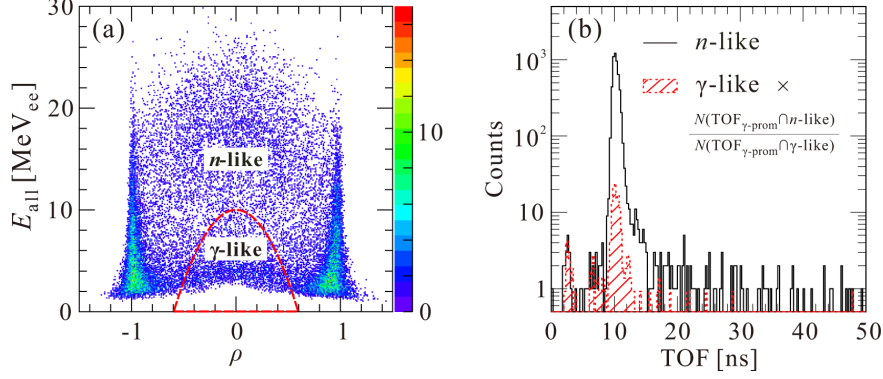 (a)
30
20
10
0
E_all [MeV_ee]
n-like
γ-like
-1 0 1
ρ
10
0
(b)
n-like
γ-like ×
N(TOF_γ-prom∩n-like)
N(TOF_γ-prom∩γ-like)
Counts
10³
10²
10
1
0 10 20 30 40 50
TOF [ns]